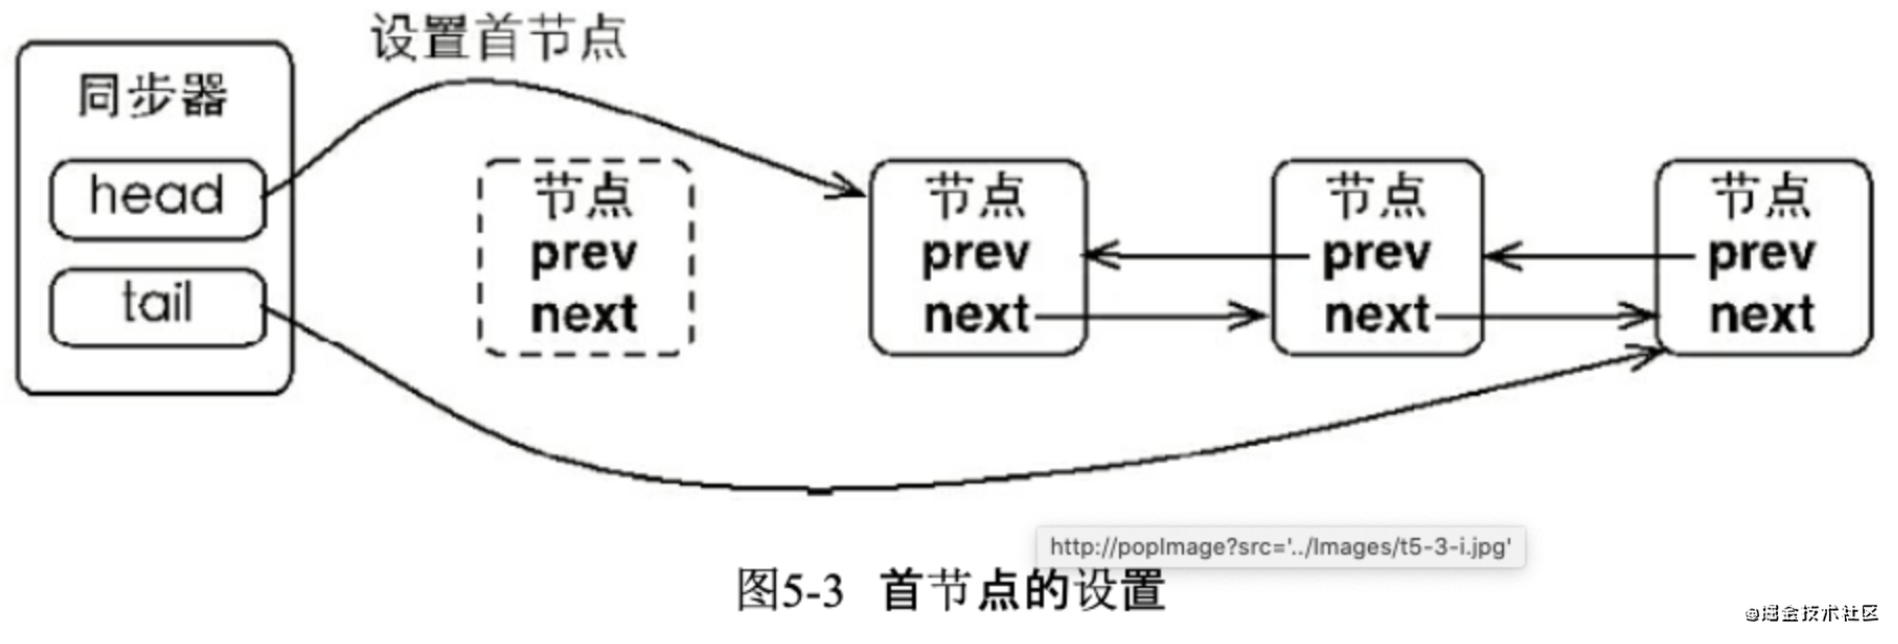 设置首节点
同步器
head
tail
节点
prev
next
节点
prev
next
节点
prev
next
节点
prev
next
http://popImage?src='../Images/t5-3-i.jpg'
图5-3 首节点的设置
@掘金技术社区